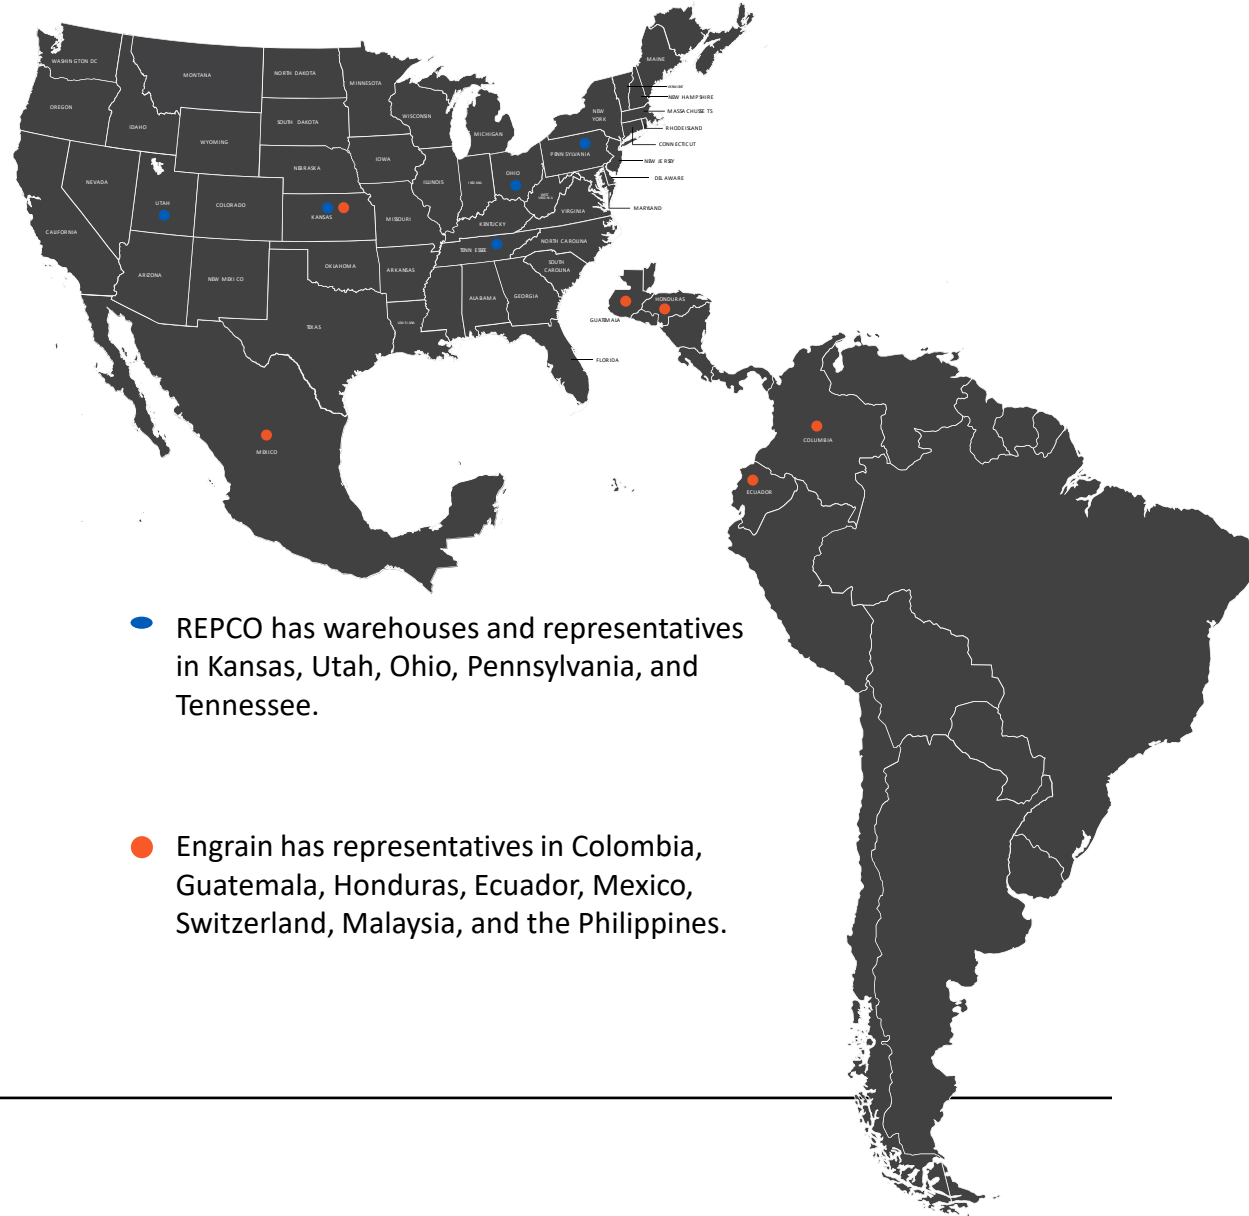 MAINE
WASHINGTON DC
MONTANA
NORTH DAKOTA
MINNESOTA
NEW HAMPSHIRE
OREGON
MASSACHUSETTS
NEW
YORK
WISCONSIN
SOUTH DAKOTA
IDAHO
RHODE ISLAND
MICHIGAN
WYOMING
CONNECTICUT
PENNSYLVANIA
IOWA
NEW JERSEY
NEBRASKA
OHIO
DELAWARE
NEVADA
ILLINOIS
INDIANA
WEST
VIRGINIA
UTAH
COLORADO
MARYLAND
VIRGINIA
KANSAS
MISSOURI
KENTUCKY
CALIFORNIA
NORTH CAROLINA
TENNESSEE
SOUTH
CAROLINA
OKLAHOMA
ARKANSAS
ARIZONA
NEW MEXICO
ALABAMA
GEORGIA
HONDURAS
GUATEMALA
TEXAS
LOUISIANA
FLORIDA
COLUMBIA
MEXICO
ECUADOR
REPCO has warehouses and representatives
in Kansas, Utah, Ohio, Pennsylvania, and
Tennessee.
Engrain has representatives in Colombia,
Guatemala, Honduras, Ecuador, Mexico,
Switzerland, Malaysia, and the Philippines.